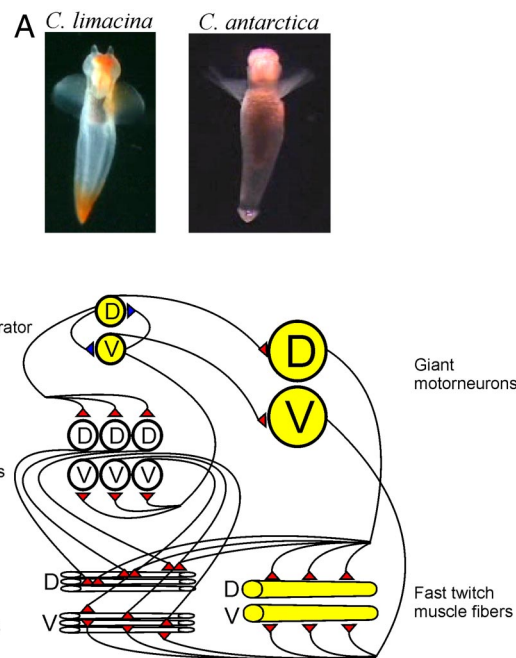 A
C. limacina
C. antarctica
D
V
D
V
Giant
motorneurons
D D D
V V V
D
V
D
V
Fast twitch
muscle fibers